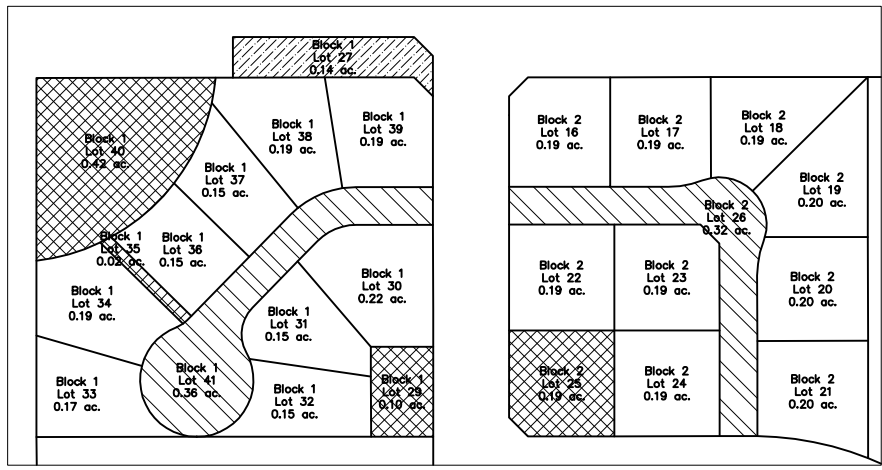 Block 1
Lot 27
0.14 ac.
Block 1
Lot 40
0.42 ac.
Block 1
Lot 38
0.19 ac.
Block 1
Lot 39
0.19 ac.
Block 1
Lot 37
0.15 ac.
Block 1
Lot 35
0.02 ac.
Block 1
Lot 36
0.15 ac.
Block 1
Lot 34
0.19 ac.
Block 1
Lot 30
0.22 ac.
Block 1
Lot 31
0.15 ac.
Block 1
Lot 33
0.17 ac.
Block 1
Lot 41
0.36 ac.
Block 1
Lot 32
0.15 ac.
Block 1
Lot 29
0.10 ac.
Block 2
Lot 16
0.19 ac.
Block 2
Lot 17
0.19 ac.
Block 2
Lot 18
0.19 ac.
Block 2
Lot 19
0.20 ac.
Block 2
Lot 26
0.32 ac.
Block 2
Lot 22
0.19 ac.
Block 2
Lot 23
0.19 ac.
Block 2
Lot 20
0.20 ac.
Block 2
Lot 25
0.19 ac.
Block 2
Lot 24
0.19 ac.
Block 2
Lot 21
0.20 ac.